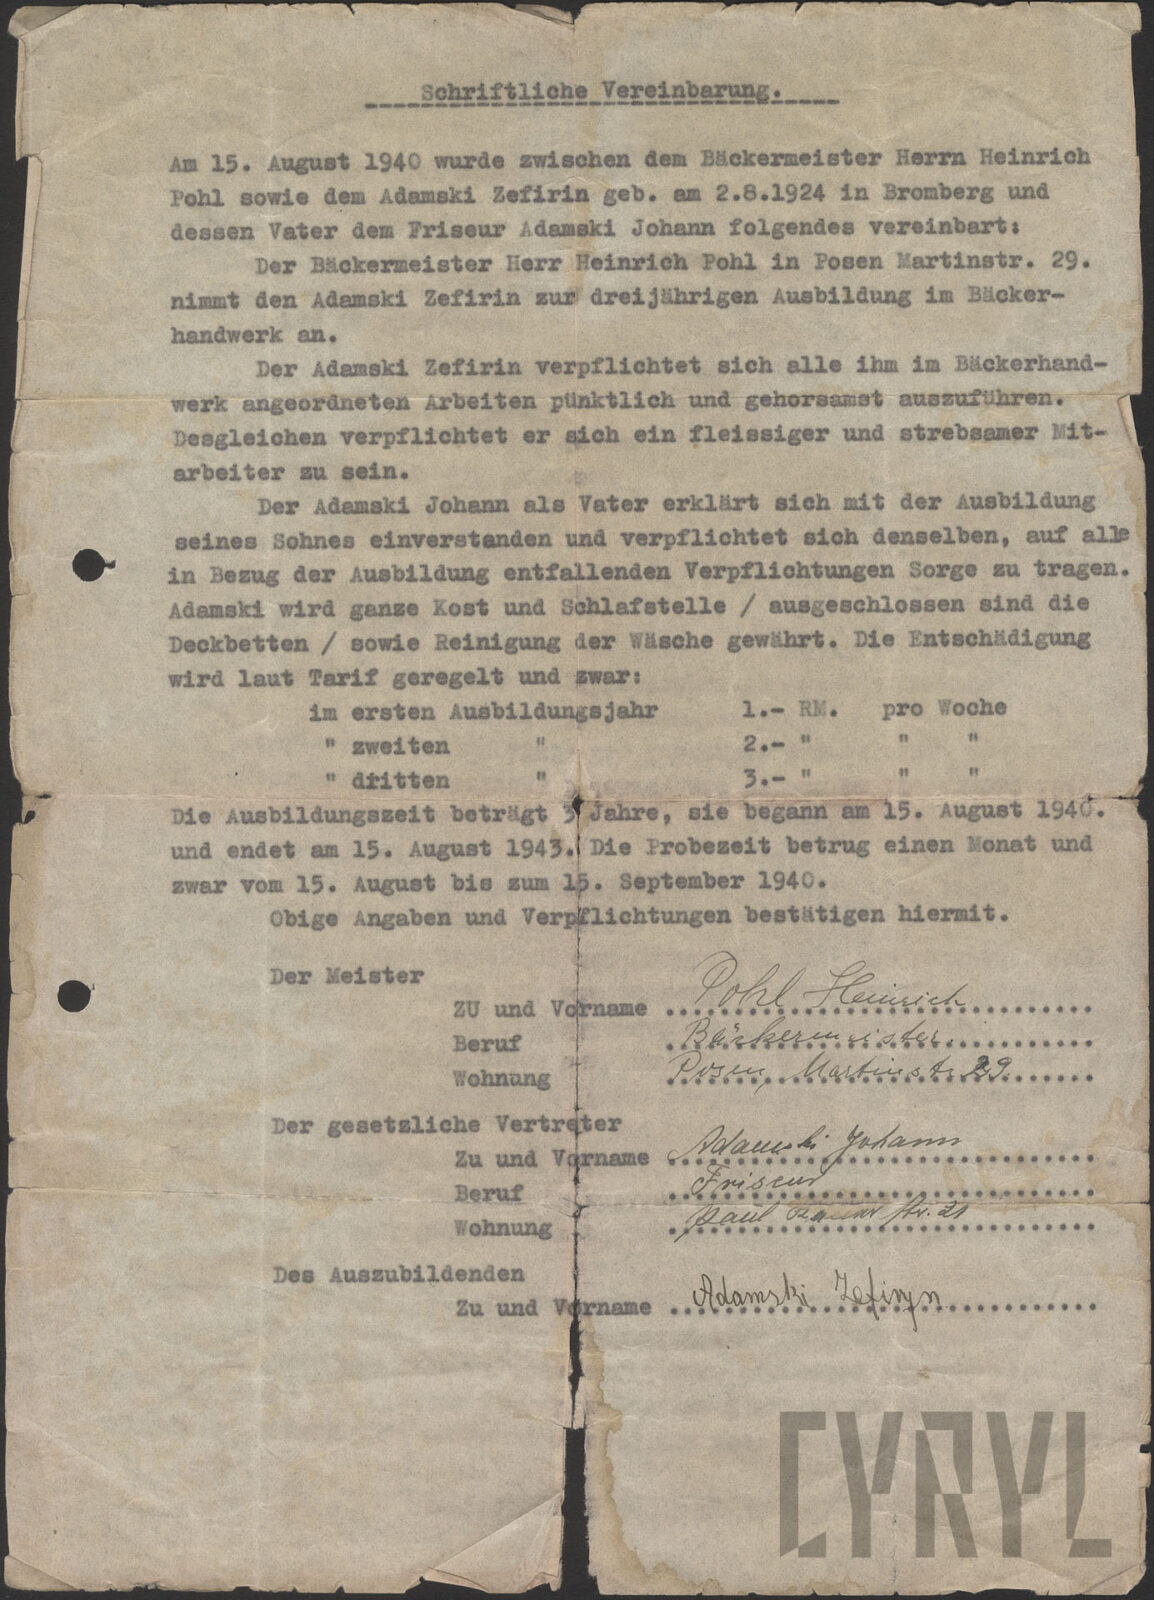 Schriftliche Vereinbarung.
Am 15. August 1940 wurde zwischen dem Bäckermeister Herrn Heinrich
Pohl sowie dem Adamski Zefirin geb. am 2.8.1924 in Bromberg und
dessen Vater dem Friseur Adamski Johann folgendes vereinbart:
Der Bäckermeister Herr Heinrich Pohl in Posen Martinstr. 29.
nimmt den Adamski Zefirin zur dreijährigen Ausbildung im Bäcker-
handwerk an.
Der Adamski Zefirin verpflichtet sich alle ihm im Bäckerhand-
werk angeordneten Arbeiten pünktlich und gehorsamst auszuführen.
Desgleichen verpflichtet er sich ein fleissiger und strebsamer Mit-
arbeiter zu sein.
Der Adamski Johann als Vater erklärt sich mit der Ausbildung
seines Sohnes einverstanden und verpflichtet sich denselben, auf alle
in Bezug der Ausbildung entfallenden Verpflichtungen Sorge zu tragen.
Adamski wird ganze Kost und Schlafstelle / ausgeschlossen sind die
Deckbetten / sowie Reinigung der Wäsche gewährt. Die Entschädigung
wird laut Tarif geregelt und zwar:
im ersten Ausbildungsjahr 1.- RM. pro Woche
" zweiten " 2.- " " "
" dritten " 3.- " " "
Die Ausbildungszeit beträgt 3 Jahre, sie begann am 15. August 1940.
und endet am 15. August 1943. Die Probezeit betrug einen Monat und
zwar vom 15. August bis zum 15. September 1940.
Obige Angaben und Verpflichtungen bestätigen hiermit.
Der Meister
ZU und Vorname Pohl Heinrich
Beruf Bäckermeister
Wohnung Posen, Martinstr 29.
Der gesetzliche Vertreter
Zu und Vorname Adamski Johann
Beruf Friseur
Wohnung Paul str. 21
Des Auszubildenden
Zu und Vorname Adamski Zefiryn
CYRYL